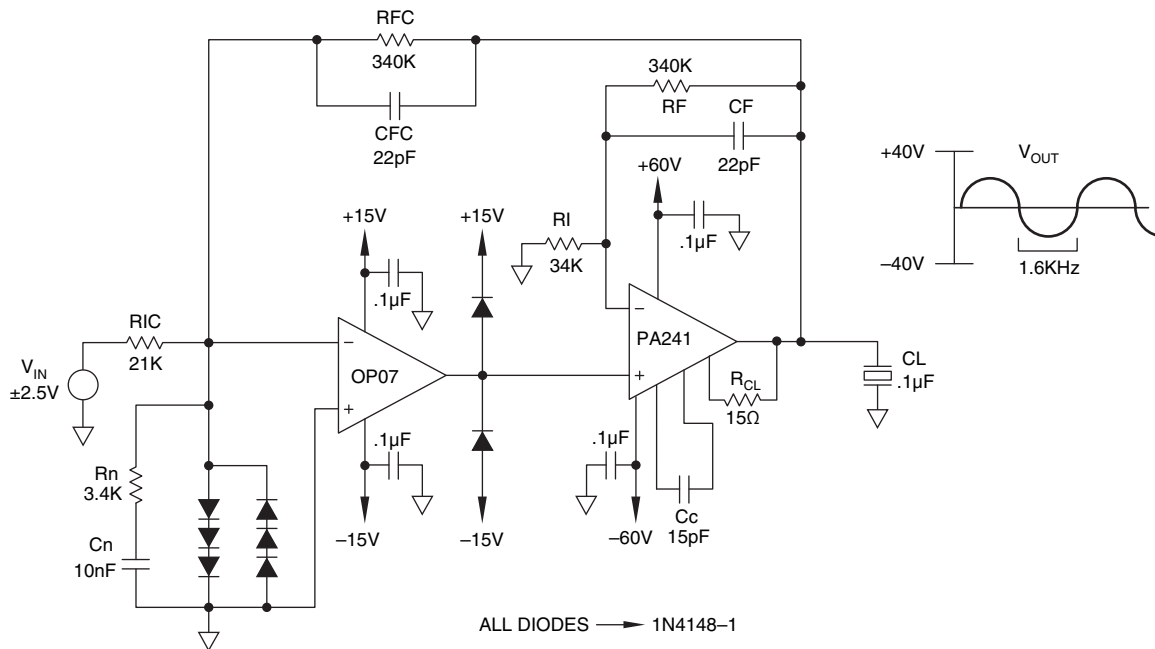 RFC
340K
CFC
22pF
340K
RF
CF
22pF
+60V
.1µF
RI
34K
+40V
VOUT
–40V
1.6KHz
+15V
+15V
.1µF
RIC
21K
VIN
±2.5V
–
OP07
+
–
PA241
+
RCL
15Ω
CL
.1µF
.1µF
.1µF
Rn
3.4K
Cn
10nF
–15V
–15V
–60V
Cc
15pF
ALL DIODES 1N4148–1